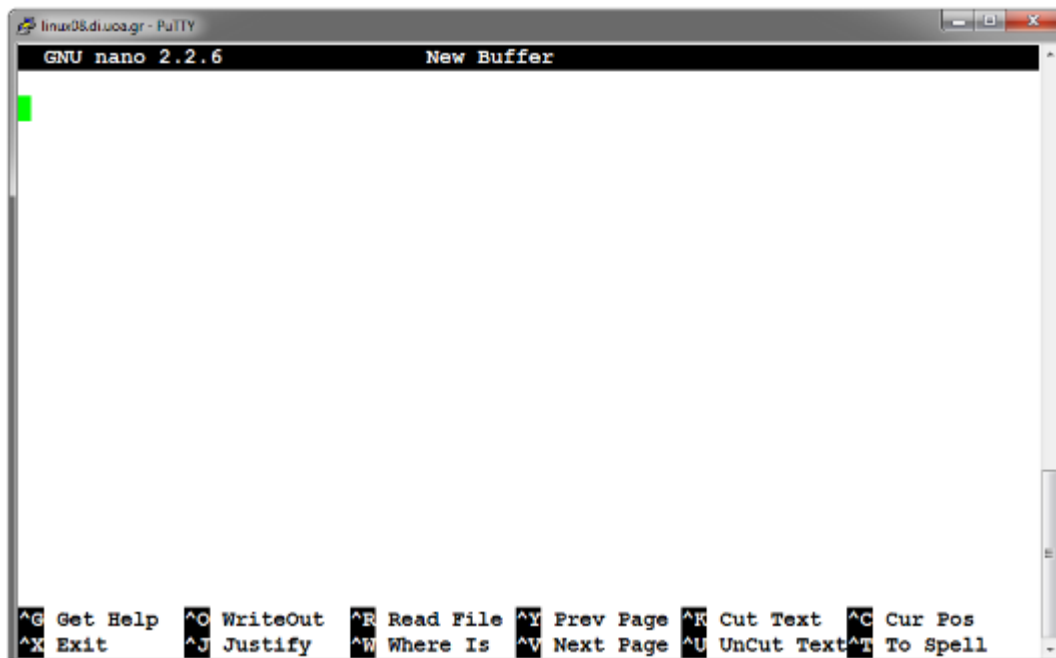 linux08.di.uoa.gr - PuTTY
GNU nano 2.2.6 New Buffer
^G Get Help ^O WriteOut ^R Read File ^Y Prev Page ^K Cut Text ^C Cur Pos
^X Exit ^J Justify ^W Where Is ^V Next Page ^U UnCut Text ^T To Spell